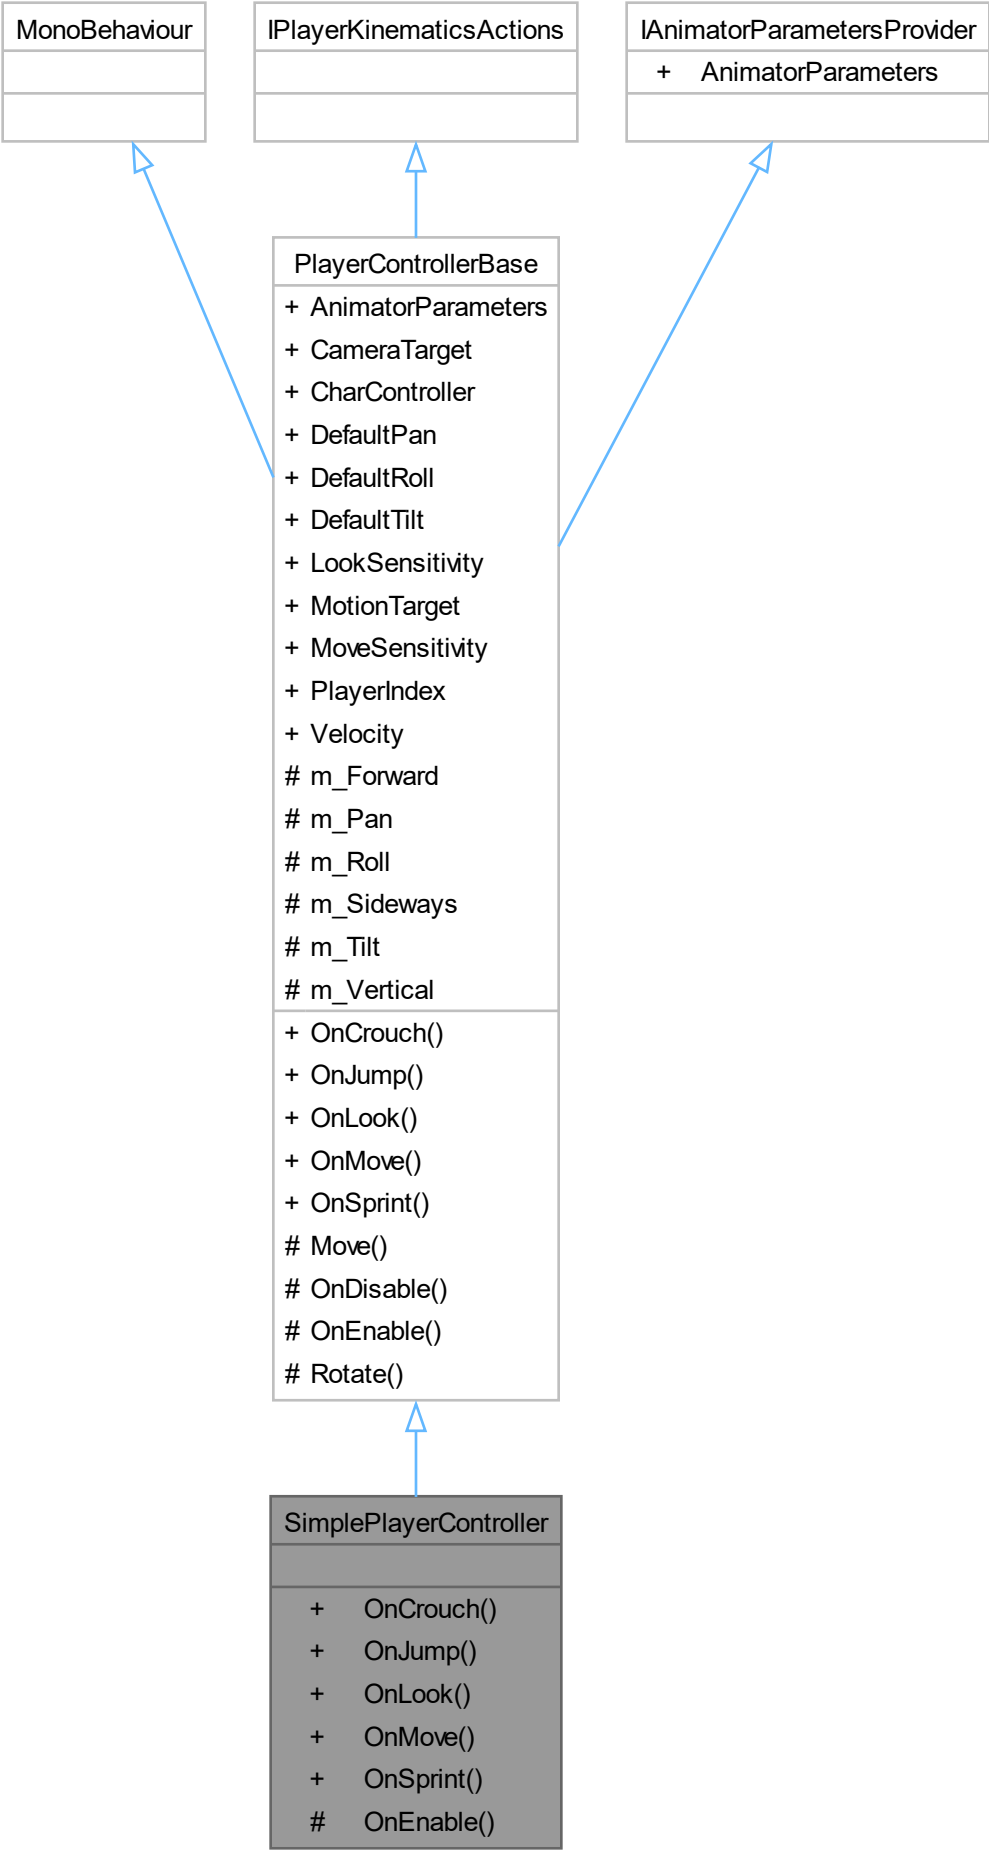 MonoBehaviour
IPlayerKinematicsActions
IAnimatorParametersProvider
+ AnimatorParameters
PlayerControllerBase
+ AnimatorParameters
+ CameraTarget
+ CharController
+ DefaultPan
+ DefaultRoll
+ DefaultTilt
+ LookSensitivity
+ MotionTarget
+ MoveSensitivity
+ PlayerIndex
+ Velocity
# m_Forward
# m_Pan
# m_Roll
# m_Sideways
# m_Tilt
# m_Vertical
+ OnCrouch()
+ OnJump()
+ OnLook()
+ OnMove()
+ OnSprint()
# Move()
# OnDisable()
# OnEnable()
# Rotate()
SimplePlayerController
+ OnCrouch()
+ OnJump()
+ OnLook()
+ OnMove()
+ OnSprint()
# OnEnable()